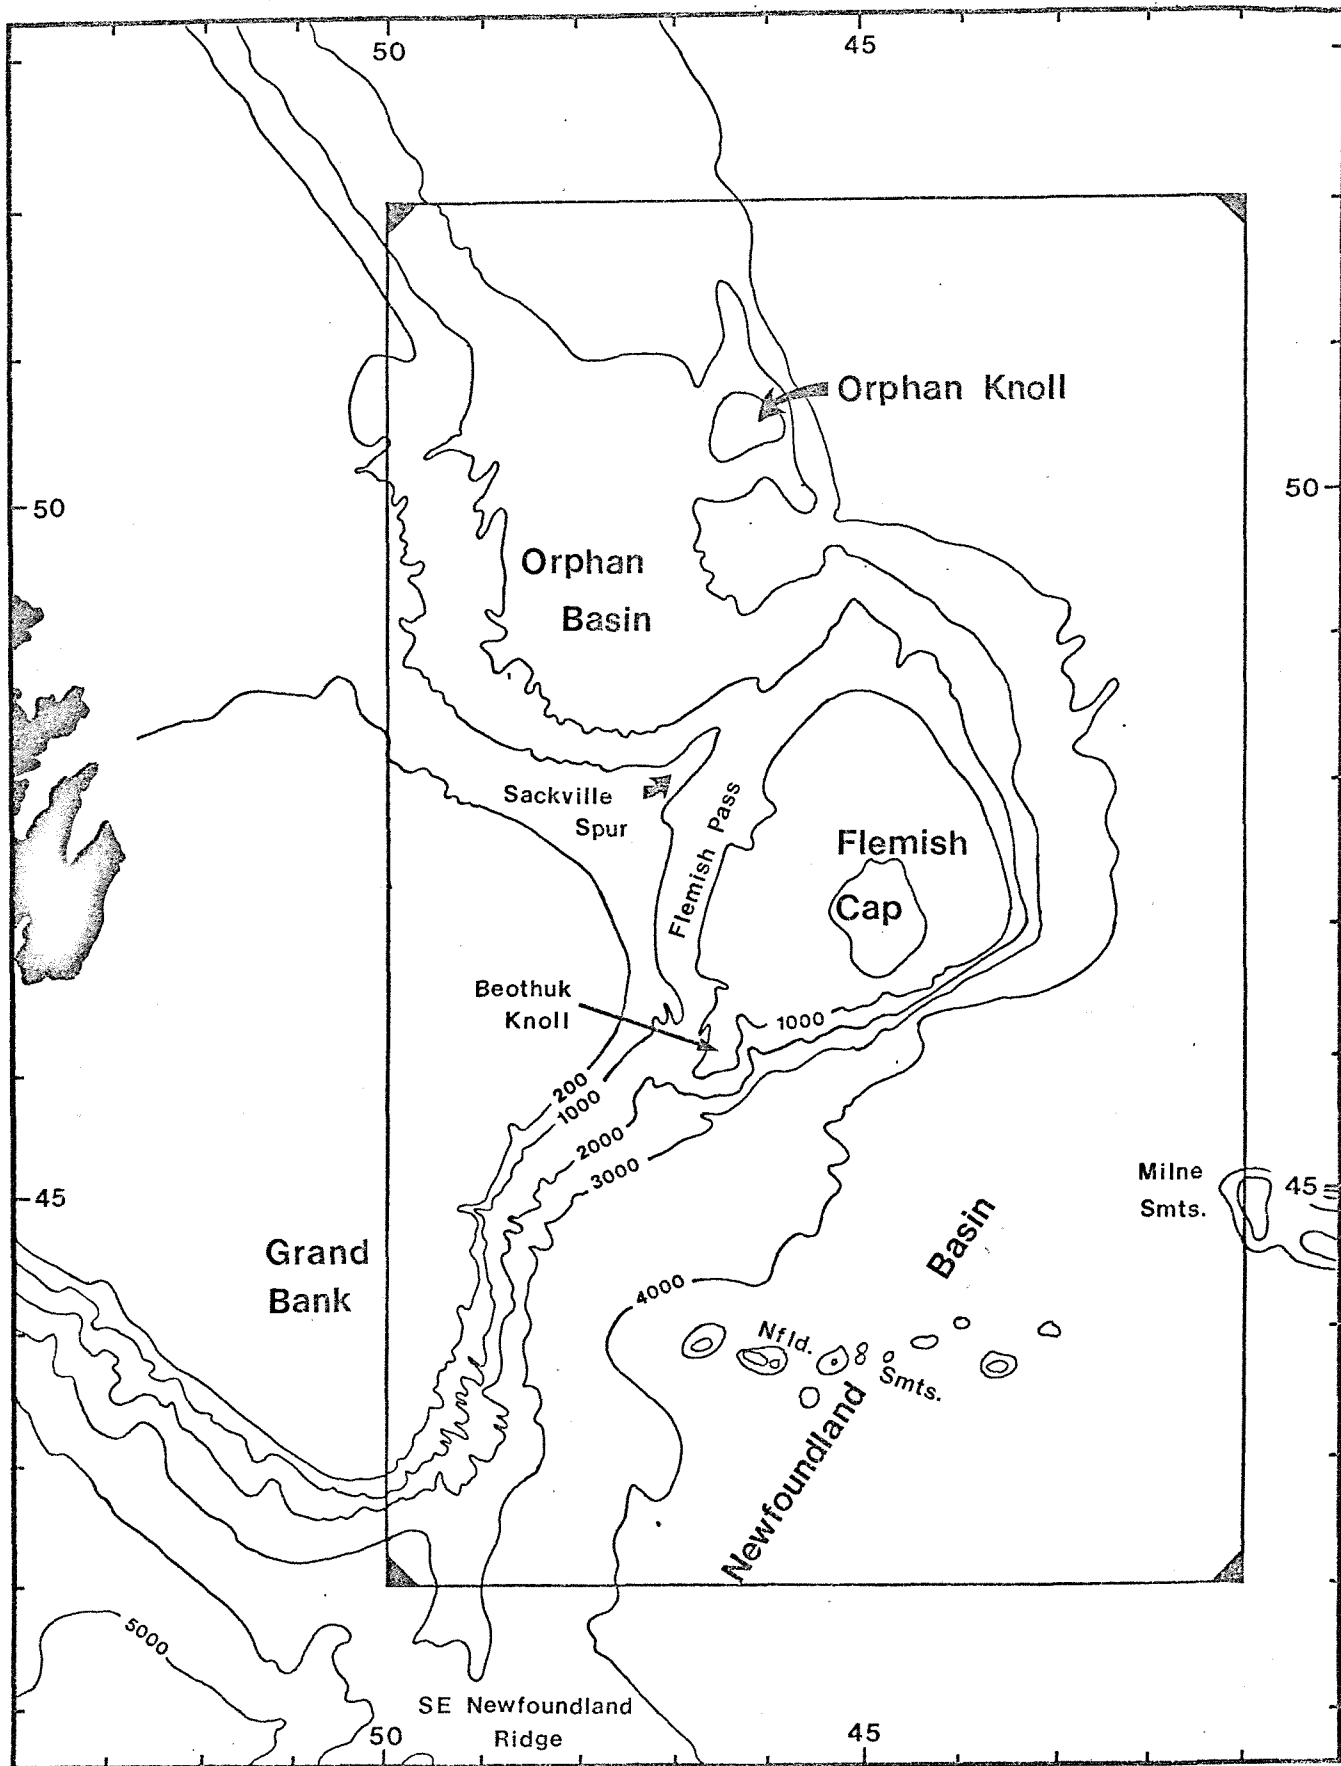 50
45
Orphan Knoll
50
50
Orphan
Basin
Sackville
Spur
Flemish Pass
Flemish
Cap
Beothuk
Knoll
1000
200
1000
2000
3000
Milne
Smts.
45
45
Basin
Grand
Bank
4000
Nfld.
Smts.
Newfoundland
5000
SE Newfoundland
Ridge
50
45